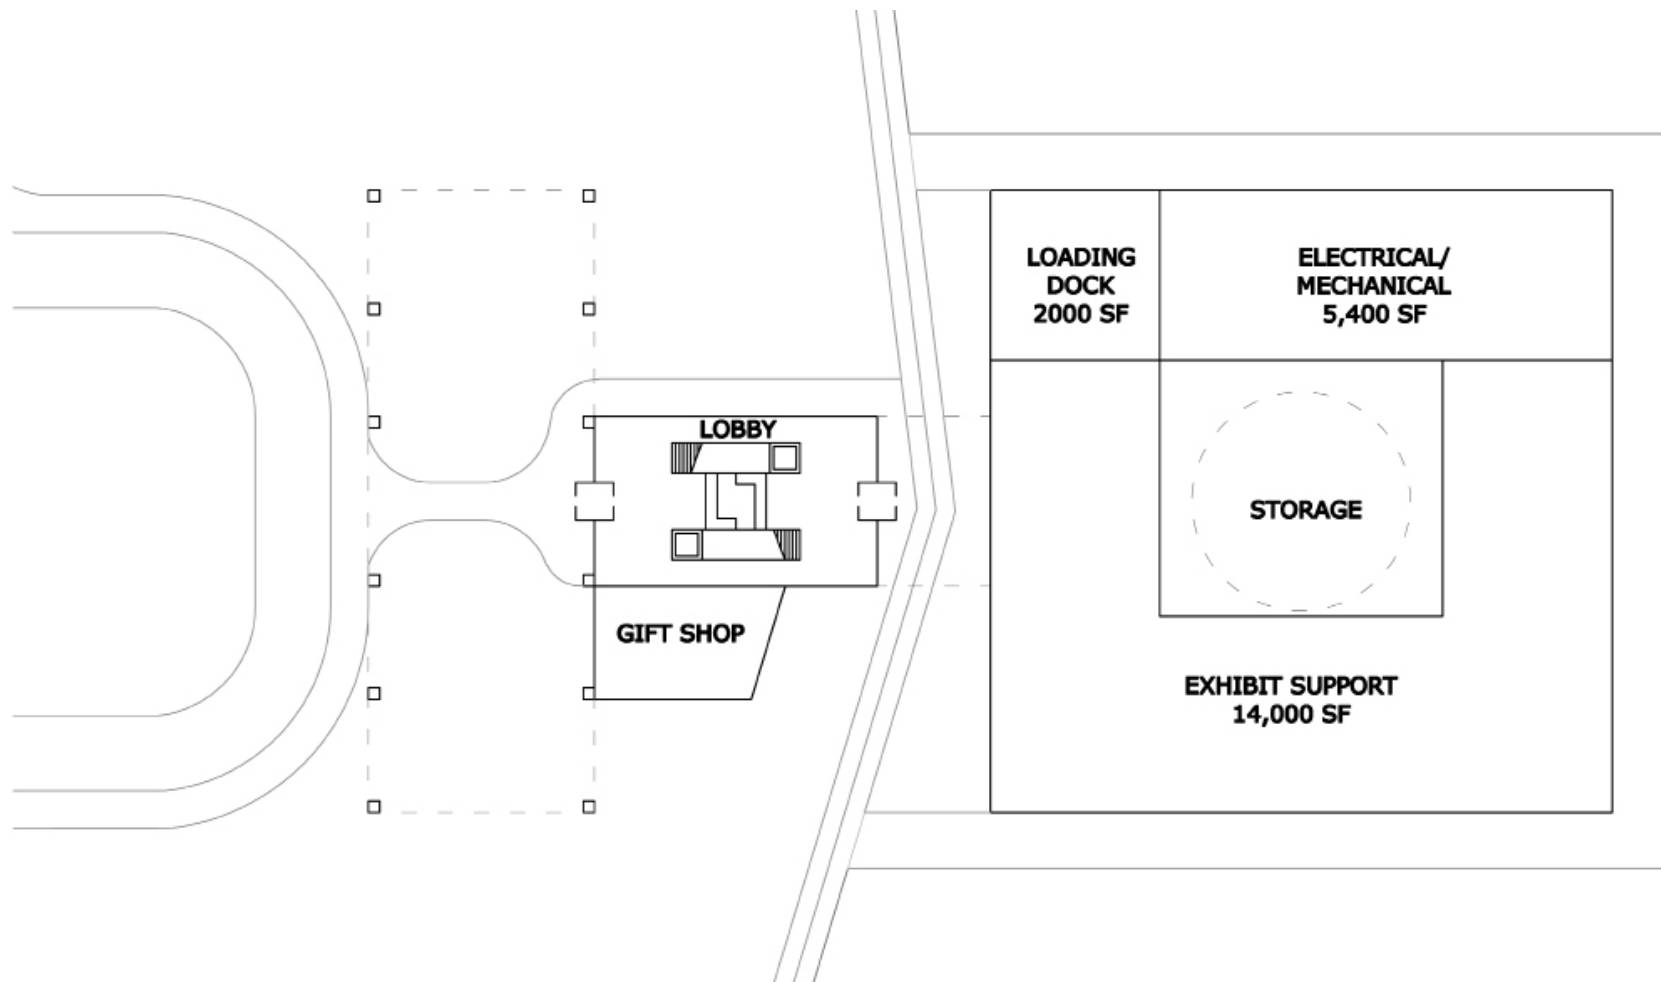 LOADING
DOCK
2000 SF
ELECTRICAL/
MECHANICAL
5,400 SF
LOBBY
STORAGE
GIFT SHOP
EXHIBIT SUPPORT
14,000 SF